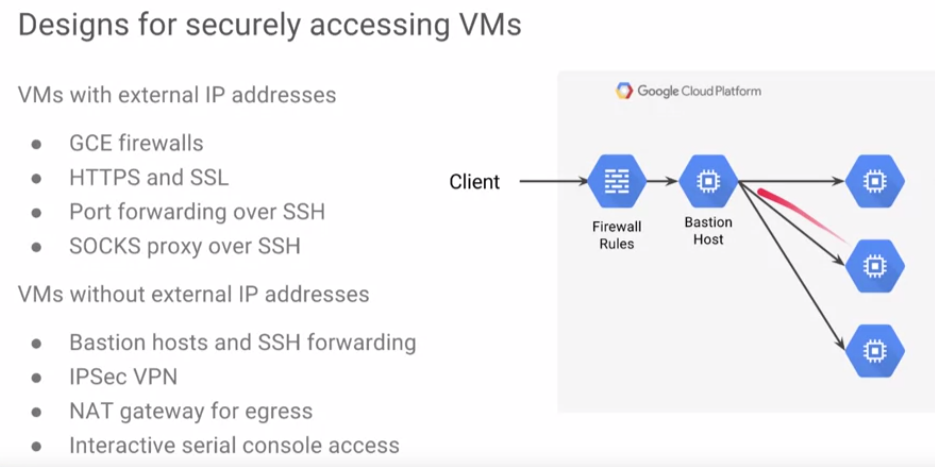 Designs for securely accessing VMs
VMs with external IP addresses
● GCE firewalls
● HTTPS and SSL
● Port forwarding over SSH
● SOCKS proxy over SSH
VMs without external IP addresses
● Bastion hosts and SSH forwarding
● IPSec VPN
● NAT gateway for egress
● Interactive serial console access
Google Cloud Platform
Client
Firewall
Rules
Bastion
Host